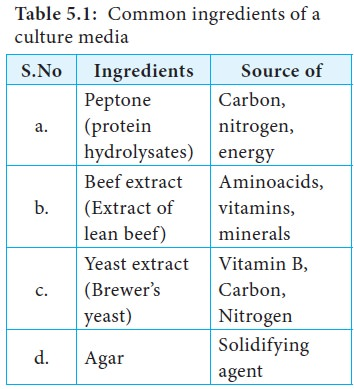 Table 5.1: Common ingredients of a
culture media
S.No Ingredients Source of
a. Peptone (protein hydrolysates) Carbon, nitrogen, energy
b. Beef extract (Extract of lean beef) Aminoacids, vitamins, minerals
c. Yeast extract (Brewer's yeast) Vitamin B, Carbon, Nitrogen
d. Agar Solidifying agent